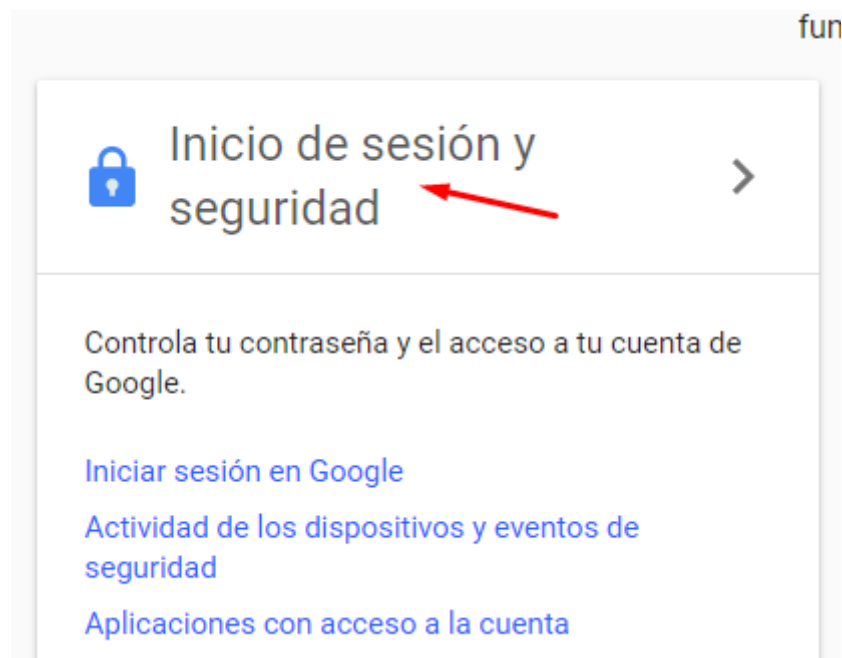 fun
Inicio de sesión y
seguridad
Controla tu contraseña y el acceso a tu cuenta de
Google.
Iniciar sesión en Google
Actividad de los dispositivos y eventos de
seguridad
Aplicaciones con acceso a la cuenta